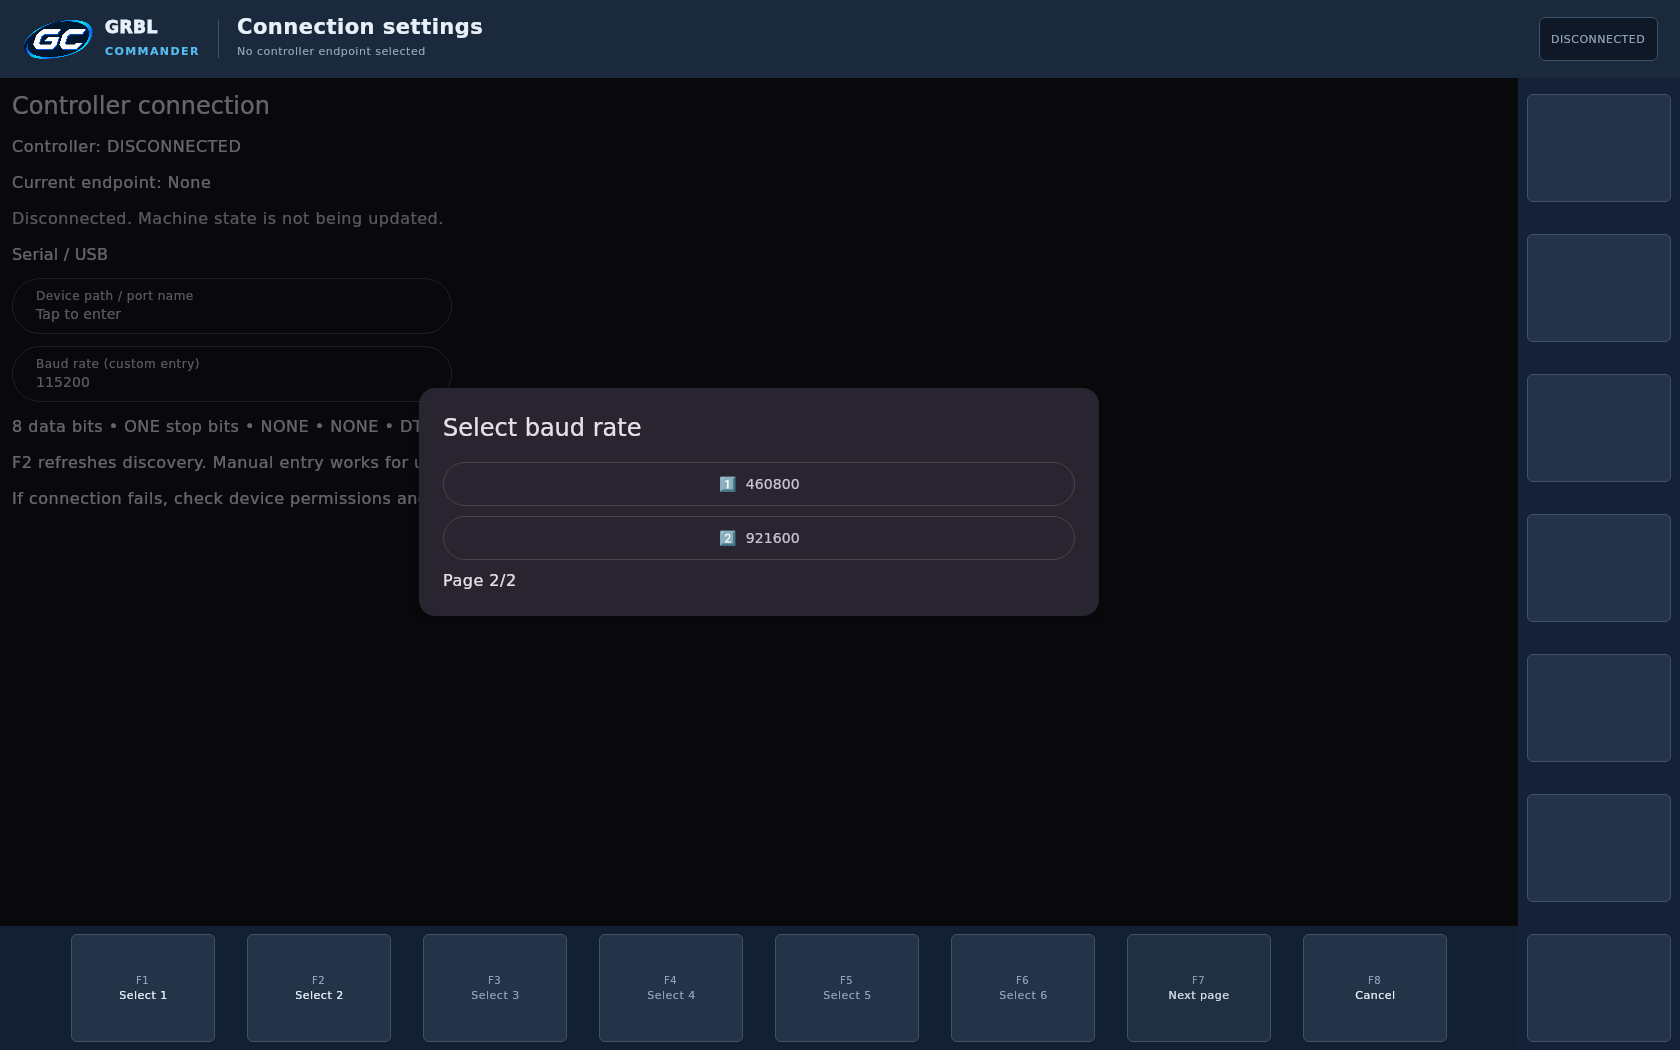 GC
GRBL
COMMANDER
Connection settings
No controller endpoint selected
DISCONNECTED
Controller connection
Controller: DISCONNECTED
Current endpoint: None
Disconnected. Machine state is not being updated.
Serial / USB
Device path / port name
Tap to enter
Baud rate (custom entry)
115200
8 data bits • ONE stop bits • NONE • NONE •
F2 refreshes discovery. Manual entry works for
If connection fails, check device permissions
Select baud rate
1 460800
2 921600
Page 2/2
F1
Select 1
F2
Select 2
F3
Select 3
F4
Select 4
F5
Select 5
F6
Select 6
F7
Next page
F8
Cancel